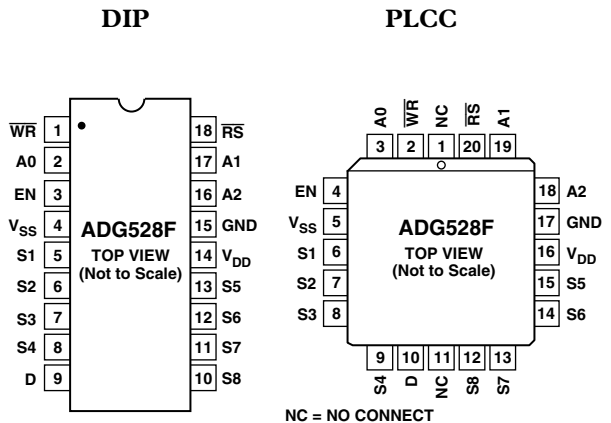 DIP
WR 1
A0 2
EN 3
VSS 4
S1 5
S2 6
S3 7
S4 8
D 9
18 RS
17 A1
16 A2
15 GND
14 VDD
13 S5
12 S6
11 S7
10 S8
ADG528F
TOP VIEW
(Not to Scale)
PLCC
A0 WR NC RS A1
3 2 1 20 19
EN 4
VSS 5
S1 6
S2 7
S3 8
18 A2
17 GND
16 VDD
15 S5
14 S6
ADG528F
TOP VIEW
(Not to Scale)
9 10 11 12 13
S4 D NC S8 S7
NC = NO CONNECT